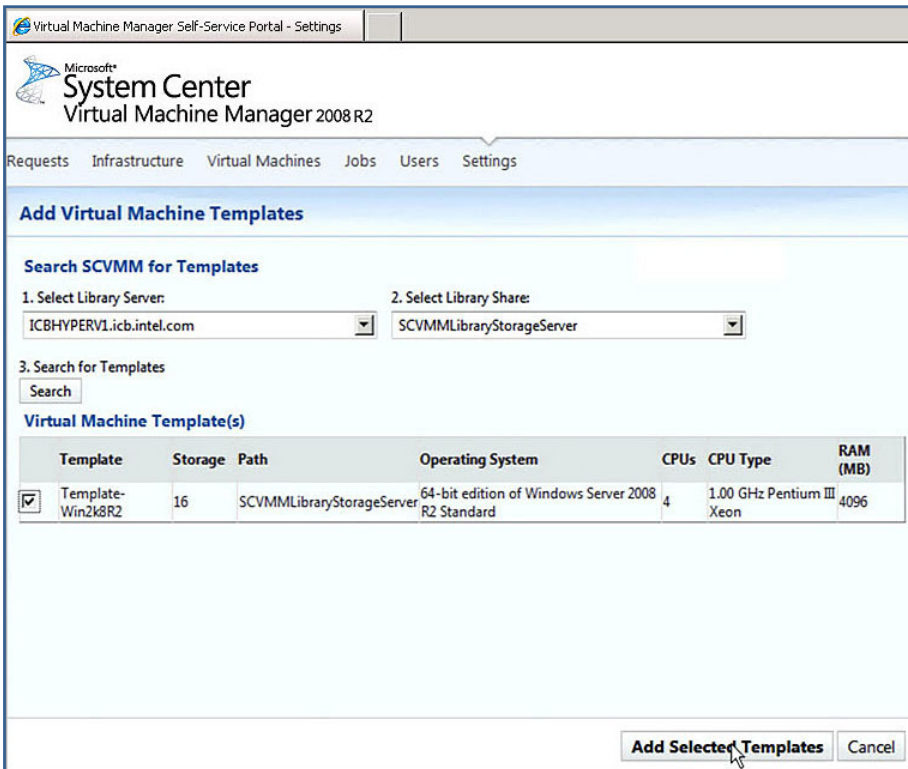 Virtual Machine Manager Self-Service Portal - Settings
Microsoft®
System Center
Virtual Machine Manager 2008 R2
Requests Infrastructure Virtual Machines Jobs Users Settings
Add Virtual Machine Templates
Search SCVMM for Templates
1. Select Library Server: 2. Select Library Share:
ICBHYPERV1.icb.intel.com SCVMMLibraryStorageServer
3. Search for Templates
Search
Virtual Machine Template(s)
Template Storage Path Operating System CPUs CPU Type RAM (MB)
Template-Win2k8R2 16 SCVMMLibraryStorageServer 64-bit edition of Windows Server 2008 R2 Standard 4 1.00 GHz Pentium III Xeon 4096
Add Selected Templates Cancel